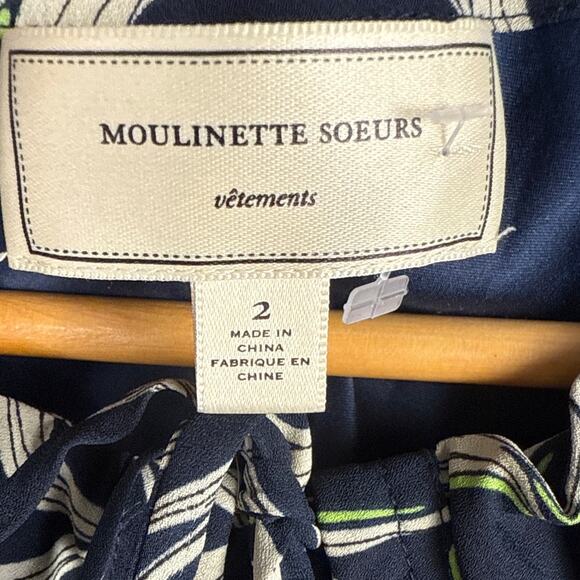 MOULINETTE SOEURS
vêtements
2
MADE IN
CHINA
FABRIQUE EN
CHINE